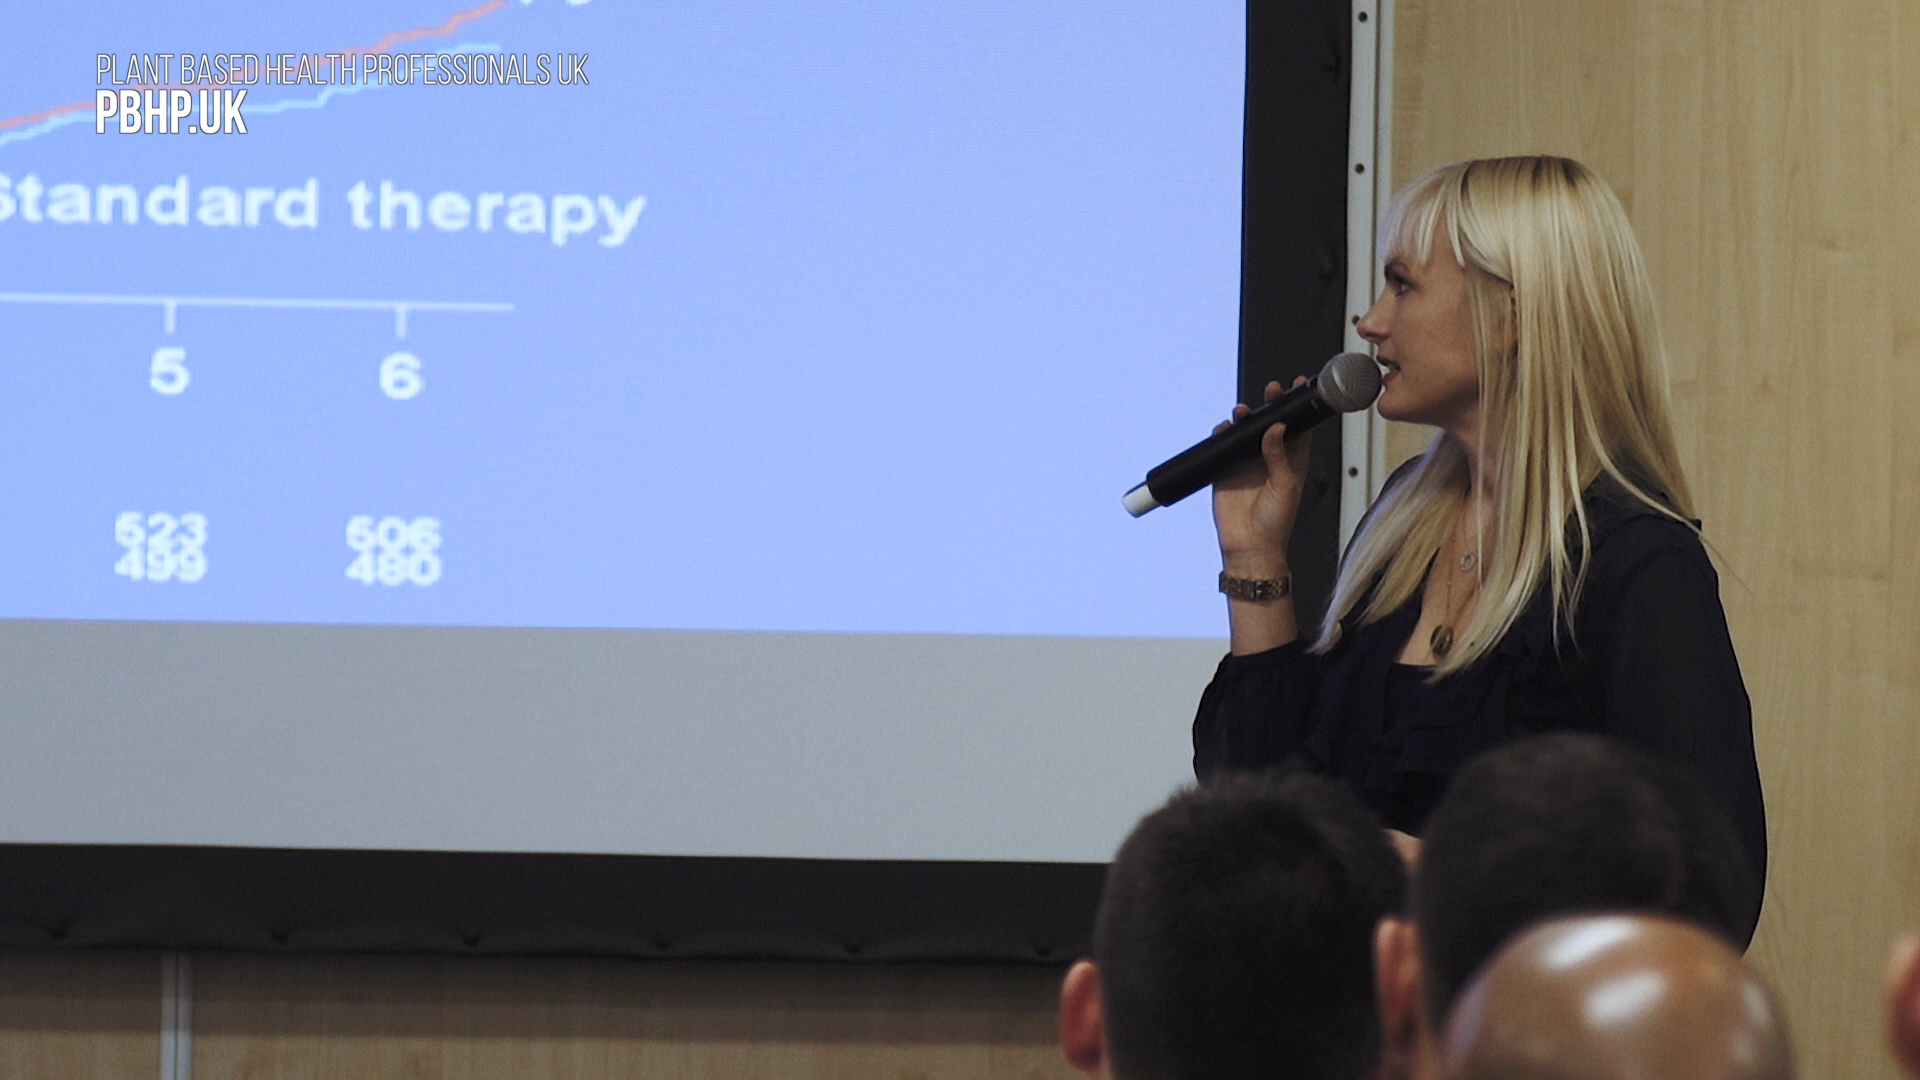 PLANT BASED HEALTH PROFESSIONALS UK
PBHP.UK
Standard therapy
5 6
523 506
499 480